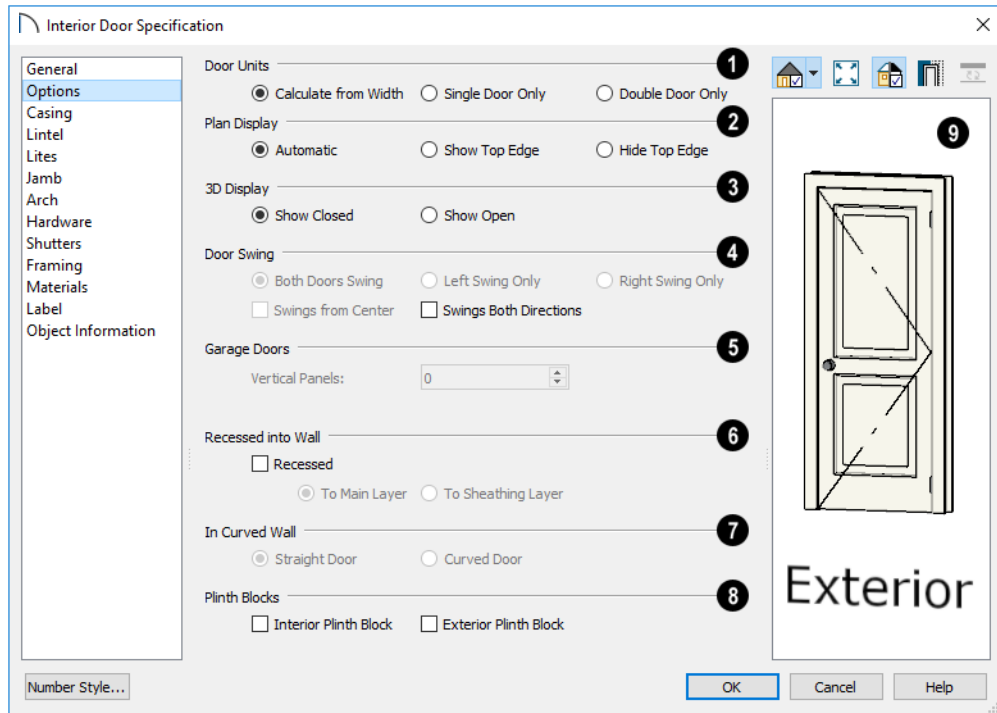 Interior Door Specification
General
Options
Casing
Lintel
Lites
Jamb
Arch
Hardware
Shutters
Framing
Materials
Label
Object Information
Door Units 1
Calculate from Width Single Door Only Double Door Only
Plan Display 2
Automatic Show Top Edge Hide Top Edge
3D Display 3
Show Closed Show Open
Door Swing 4
Both Doors Swing Left Swing Only Right Swing Only
Swings from Center Swings Both Directions
Garage Doors 5
Vertical Panels: 0
Recessed into Wall 6
Recessed
To Main Layer To Sheathing Layer
In Curved Wall 7
Straight Door Curved Door
Plinth Blocks 8
Interior Plinth Block Exterior Plinth Block
9
Exterior
Number Style... OK Cancel Help